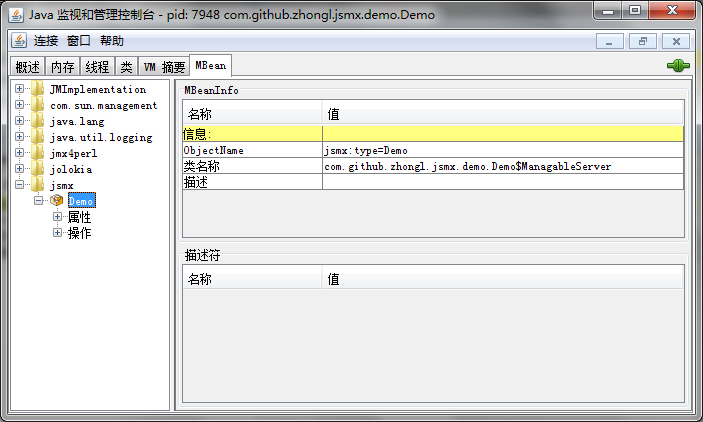 Java 监视和管理控制台 - pid: 7948 com.github.zhongl.jsmx.demo.Demo
连接 窗口 帮助
概述 内存 线程 类 VM 摘要 MBean
JMImplementation
com.sun.management
java.lang
java.util.logging
jmx4perl
jolokia
jsmx
Demo
属性
操作
MBeanInfo
名称 值
信息:
ObjectName jsmx:type=Demo
类名称 com.github.zhongl.jsmx.demo.Demo$ManagableServer
描述
描述符
名称 值